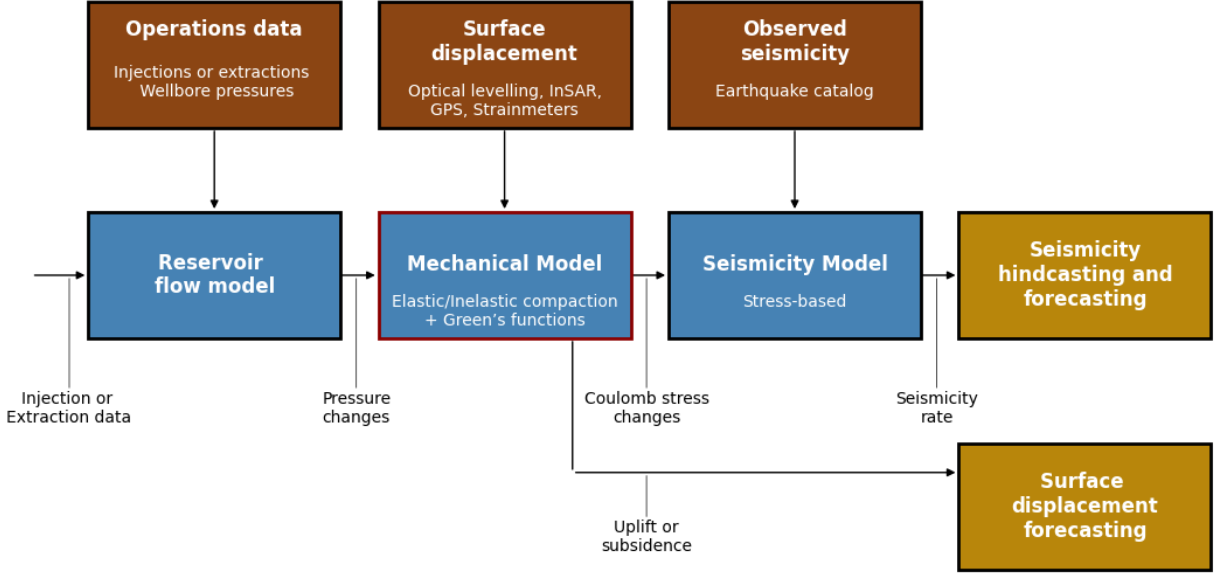 Operations data
Injections or extractions
Wellbore pressures
Surface
displacement
Optical levelling, InSAR,
GPS, Strainmeters
Observed
seismicity
Earthquake catalog
Reservoir
flow model
Mechanical Model
Elastic/Inelastic compaction
+ Green’s functions
Seismicity Model
Stress-based
Seismicity
hindcasting and
forecasting
Injection or
Extraction data
Pressure
changes
Coulomb stress
changes
Seismicity
rate
Uplift or
subsidence
Surface
displacement
forecasting